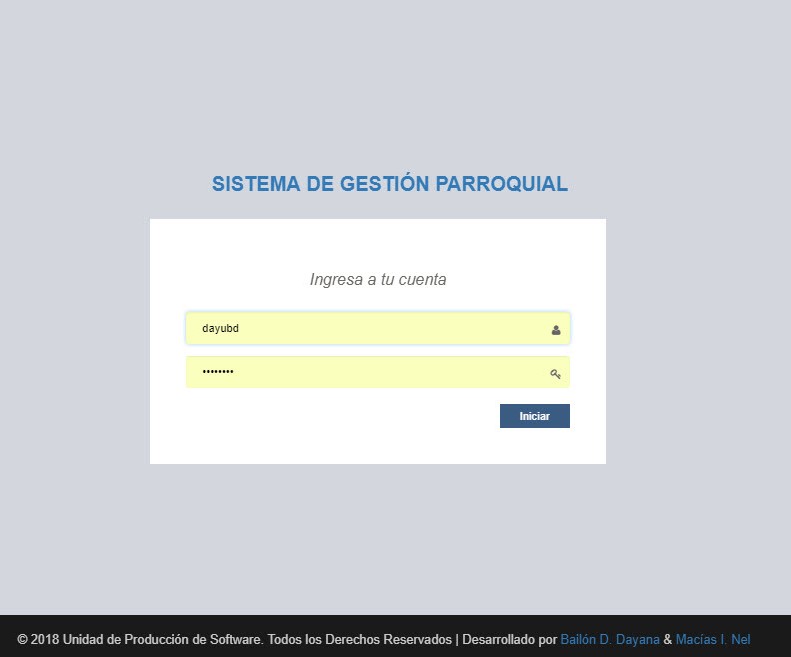 SISTEMA DE GESTIÓN PARROQUIAL
Ingresa a tu cuenta
dayubd
••••••••
Iniciar
© 2018 Unidad de Producción de Software. Todos los Derechos Reservados | Desarrollado por Bailón D. Dayana & Macías I. Nel